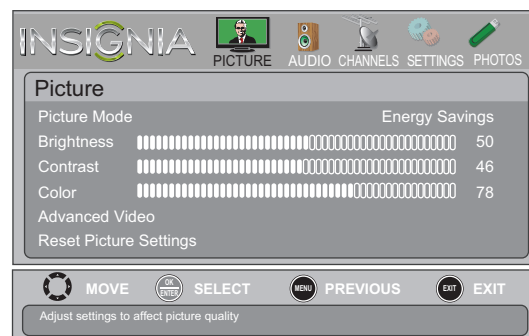 INSIGNIA
PICTURE AUDIO CHANNELS SETTINGS PHOTOS
Picture
Picture Mode Energy Savings
Brightness 50
Contrast 46
Color 78
Advanced Video
Reset Picture Settings
MOVE OK ENTER SELECT MENU PREVIOUS EXIT EXIT
Adjust settings to affect picture quality